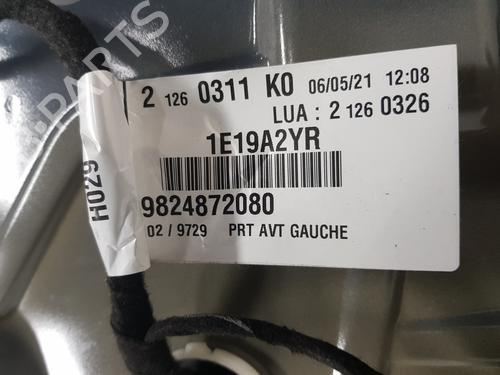 PARTS
2 126 0311 K0 06/05/21 12:08
LUA : 2 126 0326
1E19A2YR
H029
9824872080
02 / 9729 PRT AVT GAUCHE